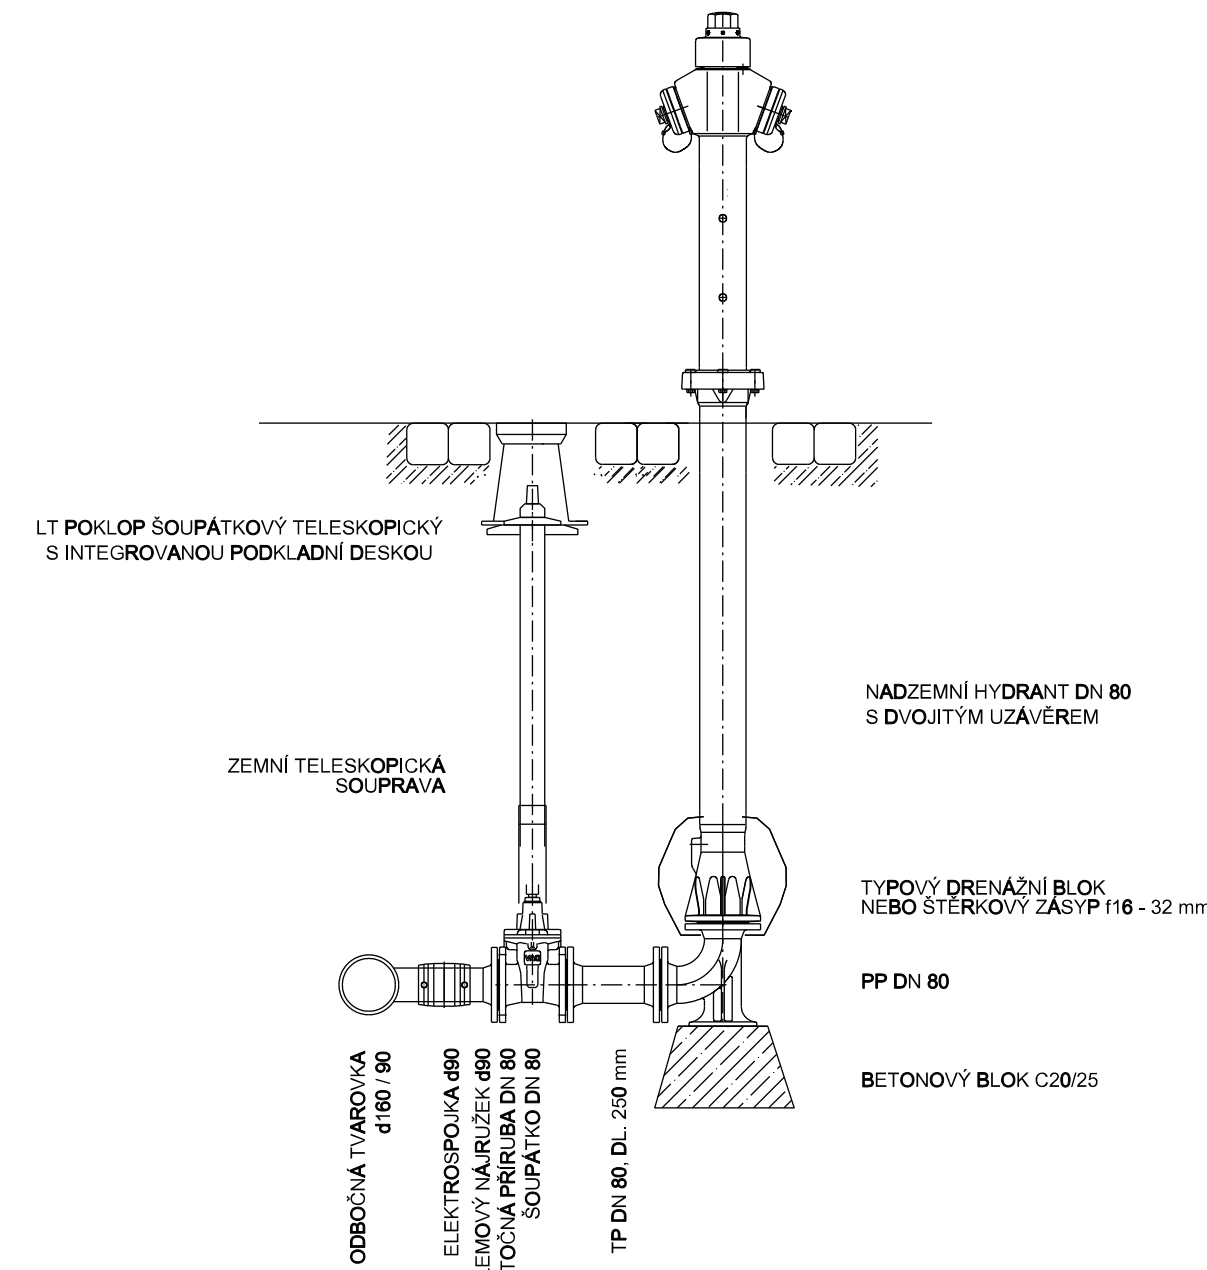 LT POKLOP ŠOUPÁTKOVÝ TELESKOPICKÝ
S INTEGROVANOU PODKLADNÍ DESKOU
NADZEMNÍ HYDRANT DN 80
S DVOJITÝM UZÁVĚREM
ZEMNÍ TELESKOPICKÁ
SOUPRAVA
TYPOVÝ DRENÁŽNÍ BLOK
NEBO ŠTĚRKOVÝ ZÁSYP f16 - 32 mm
PP DN 80
BETONOVÝ BLOK C20/25
ODBOČNÁ TVAROVKA
d160 / 90
ELEKTROSPOJKA d90
LEMOVÝ NÁJRUŽEK d90
TOČNÁ PŘÍRUBA DN 80
ŠOUPÁTKO DN 80
TP DN 80, DL. 250 mm